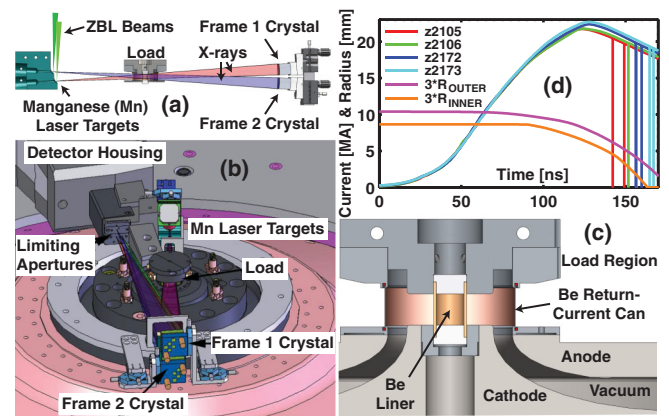 ZBL Beams
Frame 1 Crystal
Load
X-rays
Manganese (Mn)
Laser Targets
(a)
Frame 2 Crystal
Detector Housing
(b)
Mn Laser Targets
Limiting
Apertures
Load
Frame 1 Crystal
Frame 2 Crystal
Current [MA] & Radius [mm]
20
15
10
5
0
0
50
100
150
Time [ns]
z2105
z2106
z2172
z2173
3*R_OUTER
3*R_INNER
(d)
(c)
Load Region
Be Return-
Current Can
Be
Liner
Anode
Cathode
Vacuum